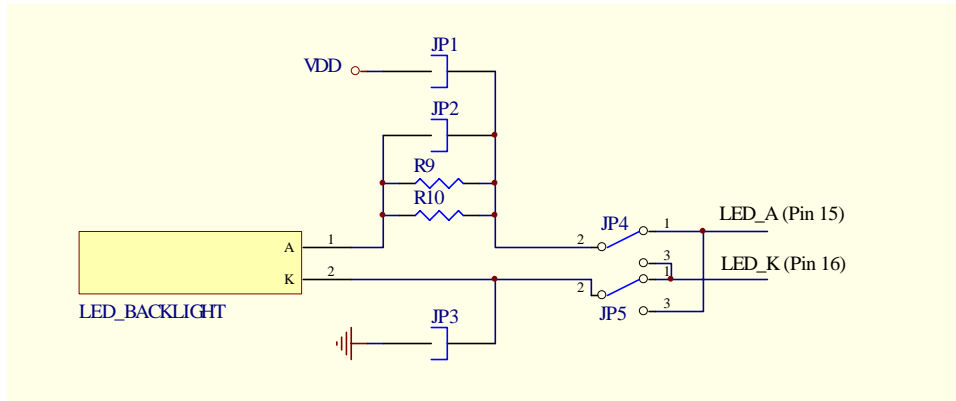 JP1
VDD
JP2
R9
R10
LED_A (Pin 15)
JP4
1
2
A
1
3
LED_K (Pin 16)
K
2
1
2
LED_BACKLIGHT
JP3
JP5
3